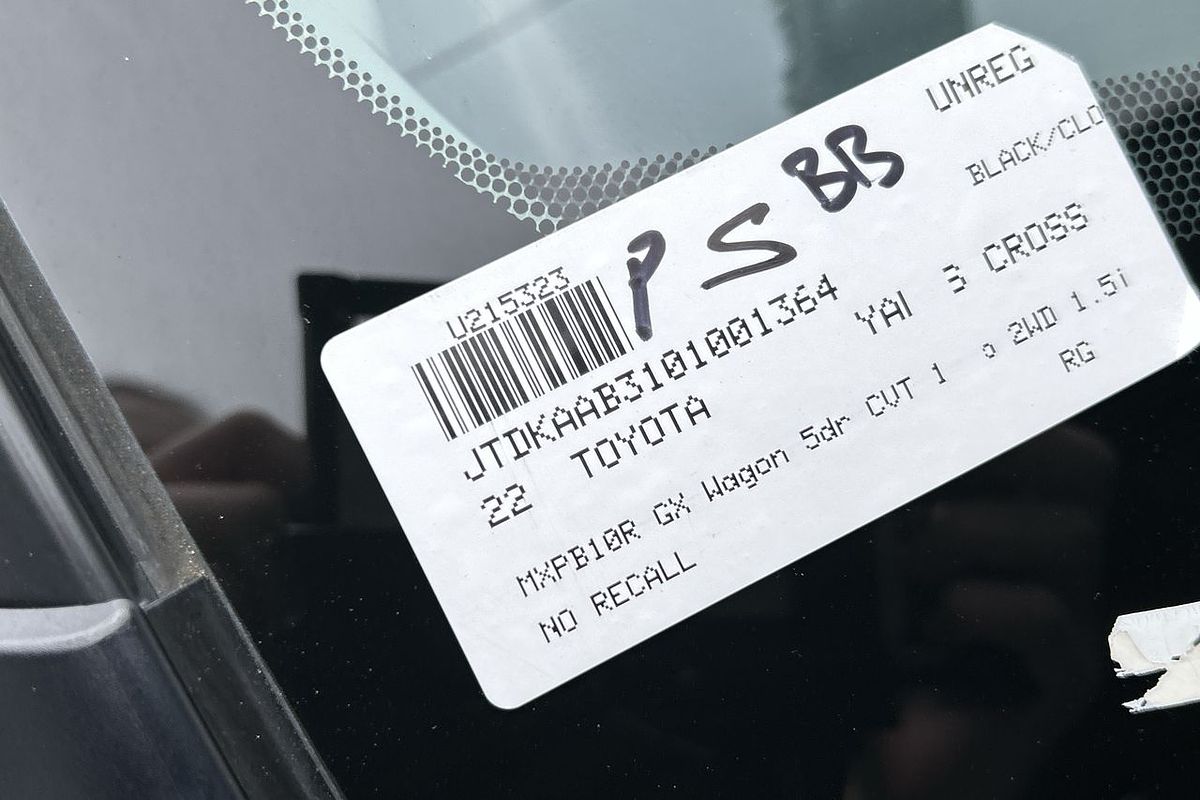 UNREG
BLACK/CLO
P S BB
U215323
JTDKAAB3101001364
22 TOYOTA YAI S CROSS
MXPB10R GX Wagon 5dr CVT 1 o 2WD 1.5i
NO RECALL RG